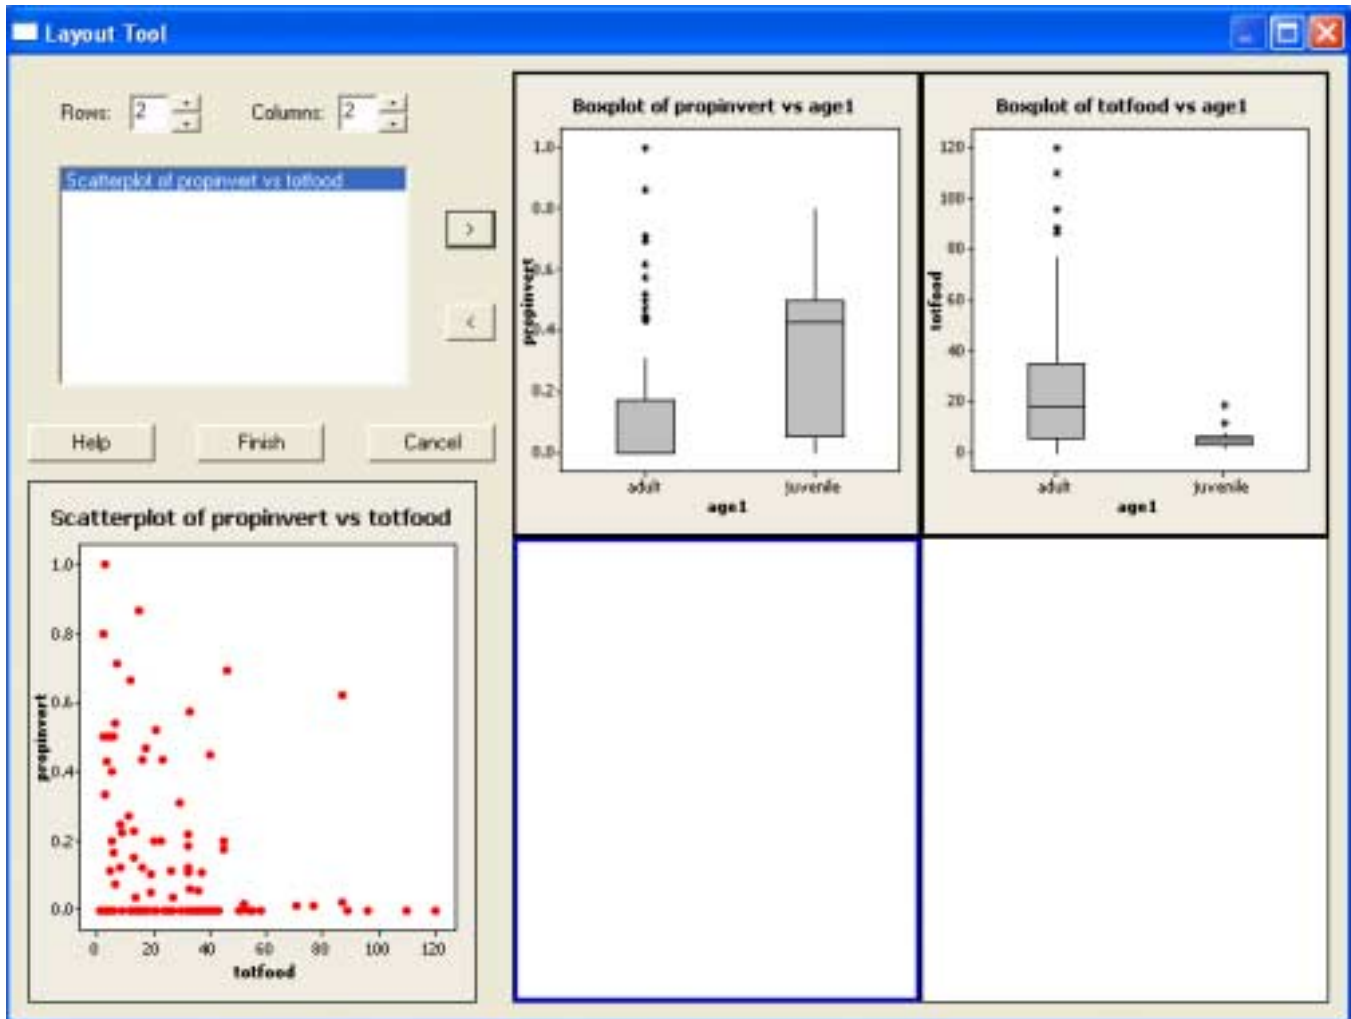 Layout Tool
Rows: 2 Columns: 2
Scatterplot of propinvert vs totfood
>
<
Help Finish Cancel
Scatterplot of propinvert vs totfood
1.0
0.8
0.6
0.4
0.2
0.0
propinvert
0 20 40 60 80 100 120
totfood
Boxplot of propinvert vs age1
1.0
0.8
0.6
0.4
0.2
0.0
propinvert
adult juvenile
age1
Boxplot of totfood vs age1
120
100
80
60
40
20
0
totfood
adult juvenile
age1